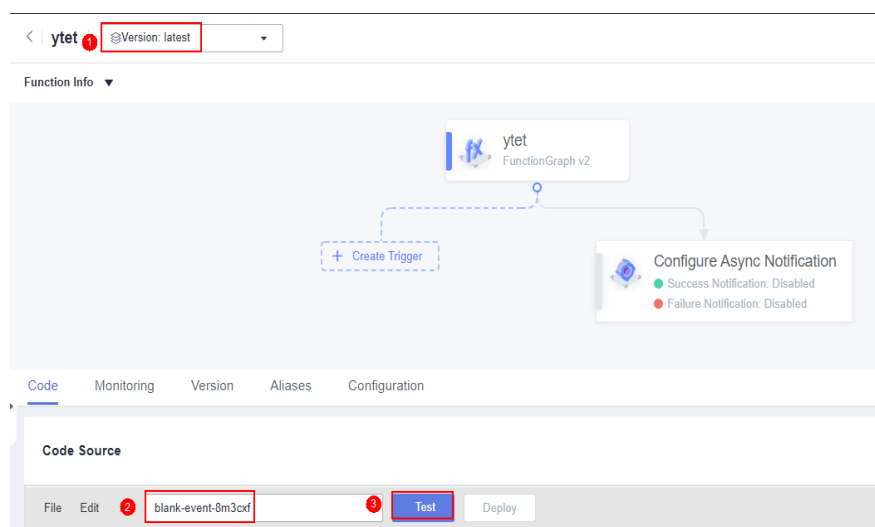 ytet 1 Version: latest
Function Info
ytet
FunctionGraph v2
+ Create Trigger
Configure Async Notification
Success Notification: Disabled
Failure Notification: Disabled
Code Monitoring Version Aliases Configuration
Code Source
File Edit 2 blank-event-8m3cxf 3 Test Deploy